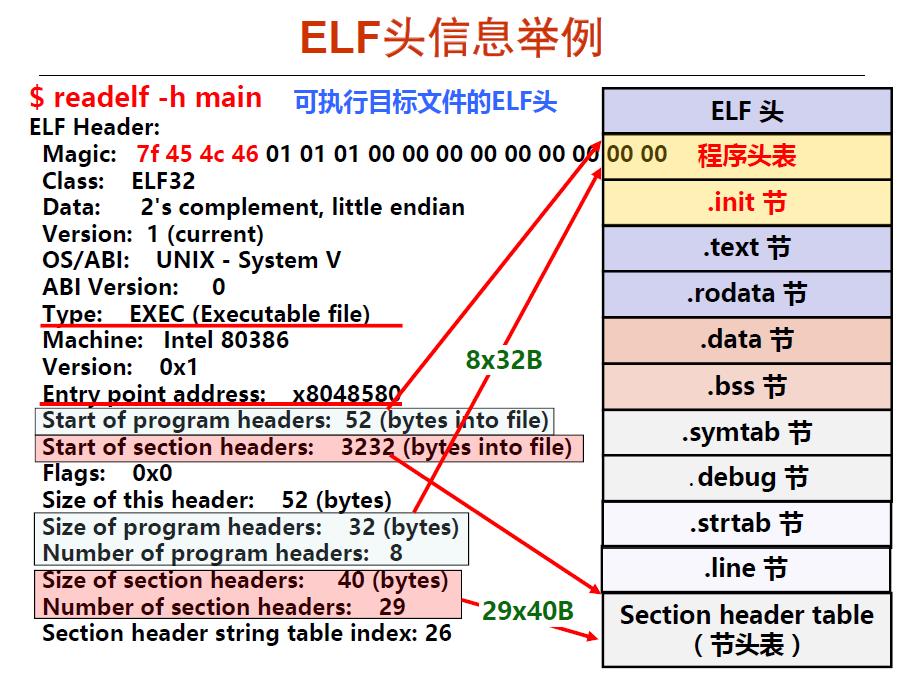 ELF头信息举例
$ readelf -h main 可执行目标文件的ELF头
ELF Header:
Magic: 7f 45 4c 46 01 01 01 00 00 00 00 00 00 00 00 00
Class: ELF32
Data: 2's complement, little endian
Version: 1 (current)
OS/ABI: UNIX - System V
ABI Version: 0
Type: EXEC (Executable file)
Machine: Intel 80386
Version: 0x1
Entry point address: x8048580
Start of program headers: 52 (bytes into file)
Start of section headers: 3232 (bytes into file)
Flags: 0x0
Size of this header: 52 (bytes)
Size of program headers: 32 (bytes)
Number of program headers: 8
Size of section headers: 40 (bytes)
Number of section headers: 29
Section header string table index: 26
8x32B
29x40B
ELF 头
程序头表
.init 节
.text 节
.rodata 节
.data 节
.bss 节
.symtab 节
.debug 节
.strtab 节
.line 节
Section header table
（节头表）